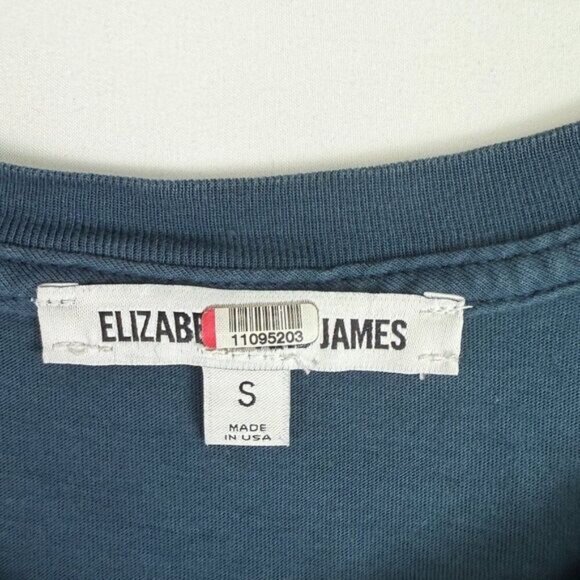 ELIZABE JAMES
11095203
S
MADE
IN USA